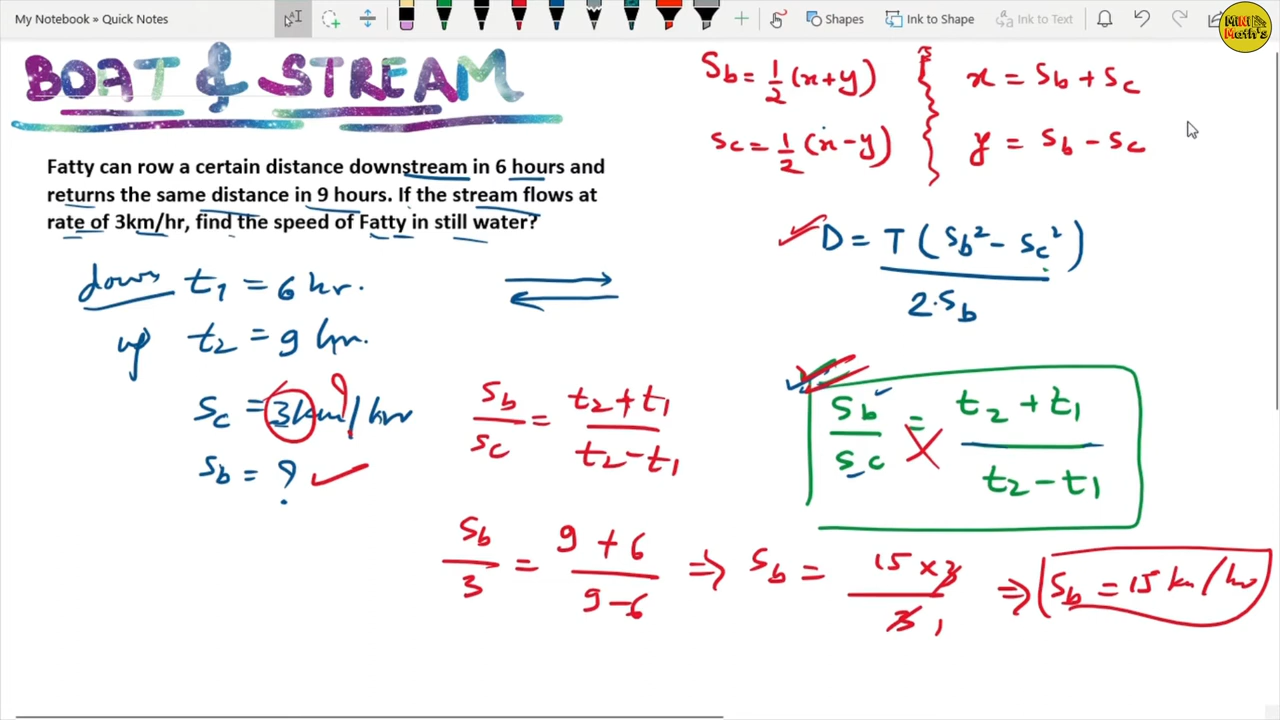 My Notebook » Quick Notes
Shapes
Ink to Shape
Ink to Text
MINI
Math's
BOAT & STREAM
Fatty can row a certain distance downstream in 6 hours and
returns the same distance in 9 hours. If the stream flows at
rate of 3km/hr, find the speed of Fatty in still water?
down t₁ = 6 hr.
up t₂ = 9 hr.
Sc = 3km/hr
Sb = ?
Sb = 1/2 (x+y)
Sc = 1/2 (x-y)
x = Sb + Sc
y = Sb - Sc
D = T (Sb² - Sc²) / 2·Sb
Sb/Sc = t₂+t₁ / t₂-t₁
Sb/Sc = t₂+t₁ / t₂-t₁
Sb/3 = 9+6 / 9-6 ⇒ Sb = 15×3 / 3 1 ⇒ Sb = 15 km/hr